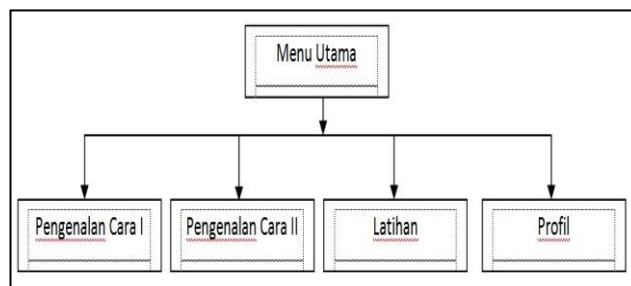 Menu Utama
Pengenalan Cara I
Pengenalan Cara II
Latihan
Profil